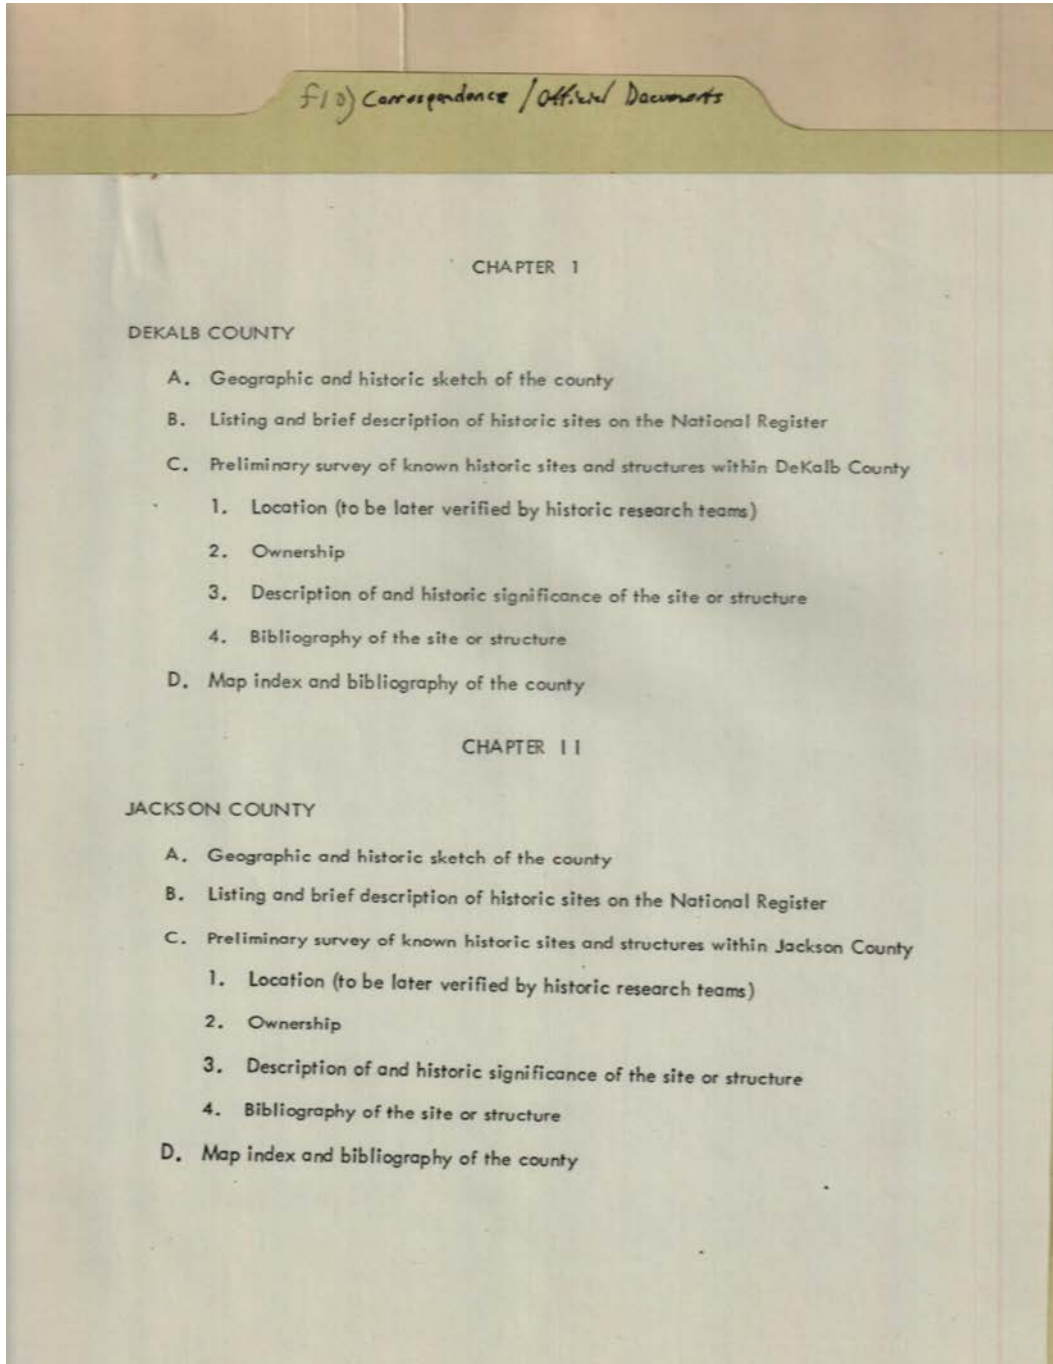 f10) Correspondence / Official Documents
CHAPTER I
DEKALB COUNTY
A. Geographic and historic sketch of the county
B. Listing and brief description of historic sites on the National Register
C. Preliminary survey of known historic sites and structures within DeKalb County
1. Location (to be later verified by historic research teams)
2. Ownership
3. Description of and historic significance of the site or structure
4. Bibliography of the site or structure
D. Map index and bibliography of the county
CHAPTER II
JACKSON COUNTY
A. Geographic and historic sketch of the county
B. Listing and brief description of historic sites on the National Register
C. Preliminary survey of known historic sites and structures within Jackson County
1. Location (to be later verified by historic research teams)
2. Ownership
3. Description of and historic significance of the site or structure
4. Bibliography of the site or structure
D. Map index and bibliography of the county